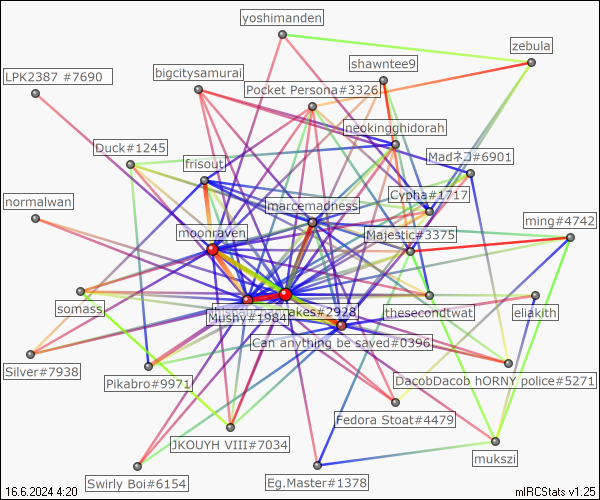 yoshimanden
zebula
shawntee9
bigcitysamurai
LPK2387 #7690
Pocket Persona#3326
neokingghidorah
Duck#1245
Madネコ#6901
frisout
Cypha#1717
normalwan
marcemadness
ming#4742
moonraven
Majestic#3375
somass
akes#2928
Mushy#1984
thesecondtwat
eliakith
Can anything be saved#0396
Silver#7938
Pikabro#9971
DacobDacob hORNY police#5271
Fedora Stoat#4479
JKOUYH VIII#7034
mukszi
Swirly Boi#6154
Eg.Master#1378
16.6.2024 4:20
mIRCStats v1.25